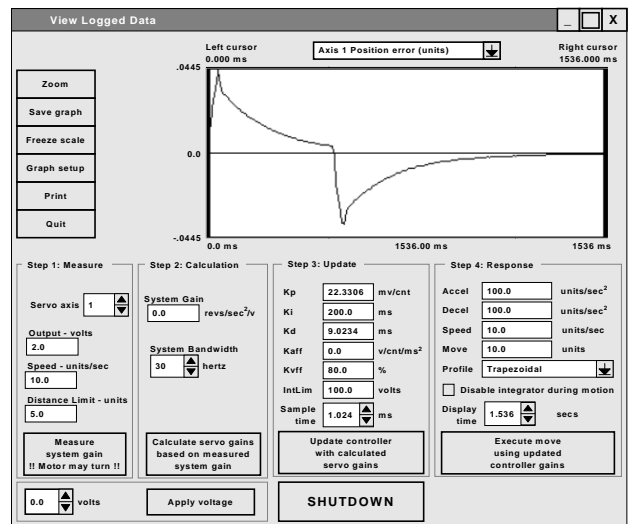 View Logged Data
_ X
Left cursor
0.000 ms
Axis 1 Position error (units)
Right cursor
1536.000 ms
Zoom
Save graph
Freeze scale
Graph setup
Print
Quit
.0445
0.0
-.0445
0.0 ms
1536.00 ms
1536 ms
Step 1: Measure
Servo axis 1
Output - volts
2.0
Speed - units/sec
10.0
Distance Limit - units
5.0
Measure
system gain
!! Motor may turn !!
Step 2: Calculation
System Gain
0.0 revs/sec²/v
System Bandwidth
30 hertz
Calculate servo gains
based on measured
system gain
Step 3: Update
Kp 22.3306 mv/cnt
Ki 200.0 ms
Kd 9.0234 ms
Kaff 0.0 v/cnt/ms²
Kvff 80.0 %
IntLim 100.0 volts
Sample
time 1.024 ms
Update controller
with calculated
servo gains
Step 4: Response
Accel 100.0 units/sec²
Decel 100.0 units/sec²
Speed 10.0 units/sec
Move 10.0 units
Profile Trapezoidal
Disable integrator during motion
Display
time 1.536 secs
Execute move
using updated
controller gains
0.0 volts
Apply voltage
SHUTDOWN